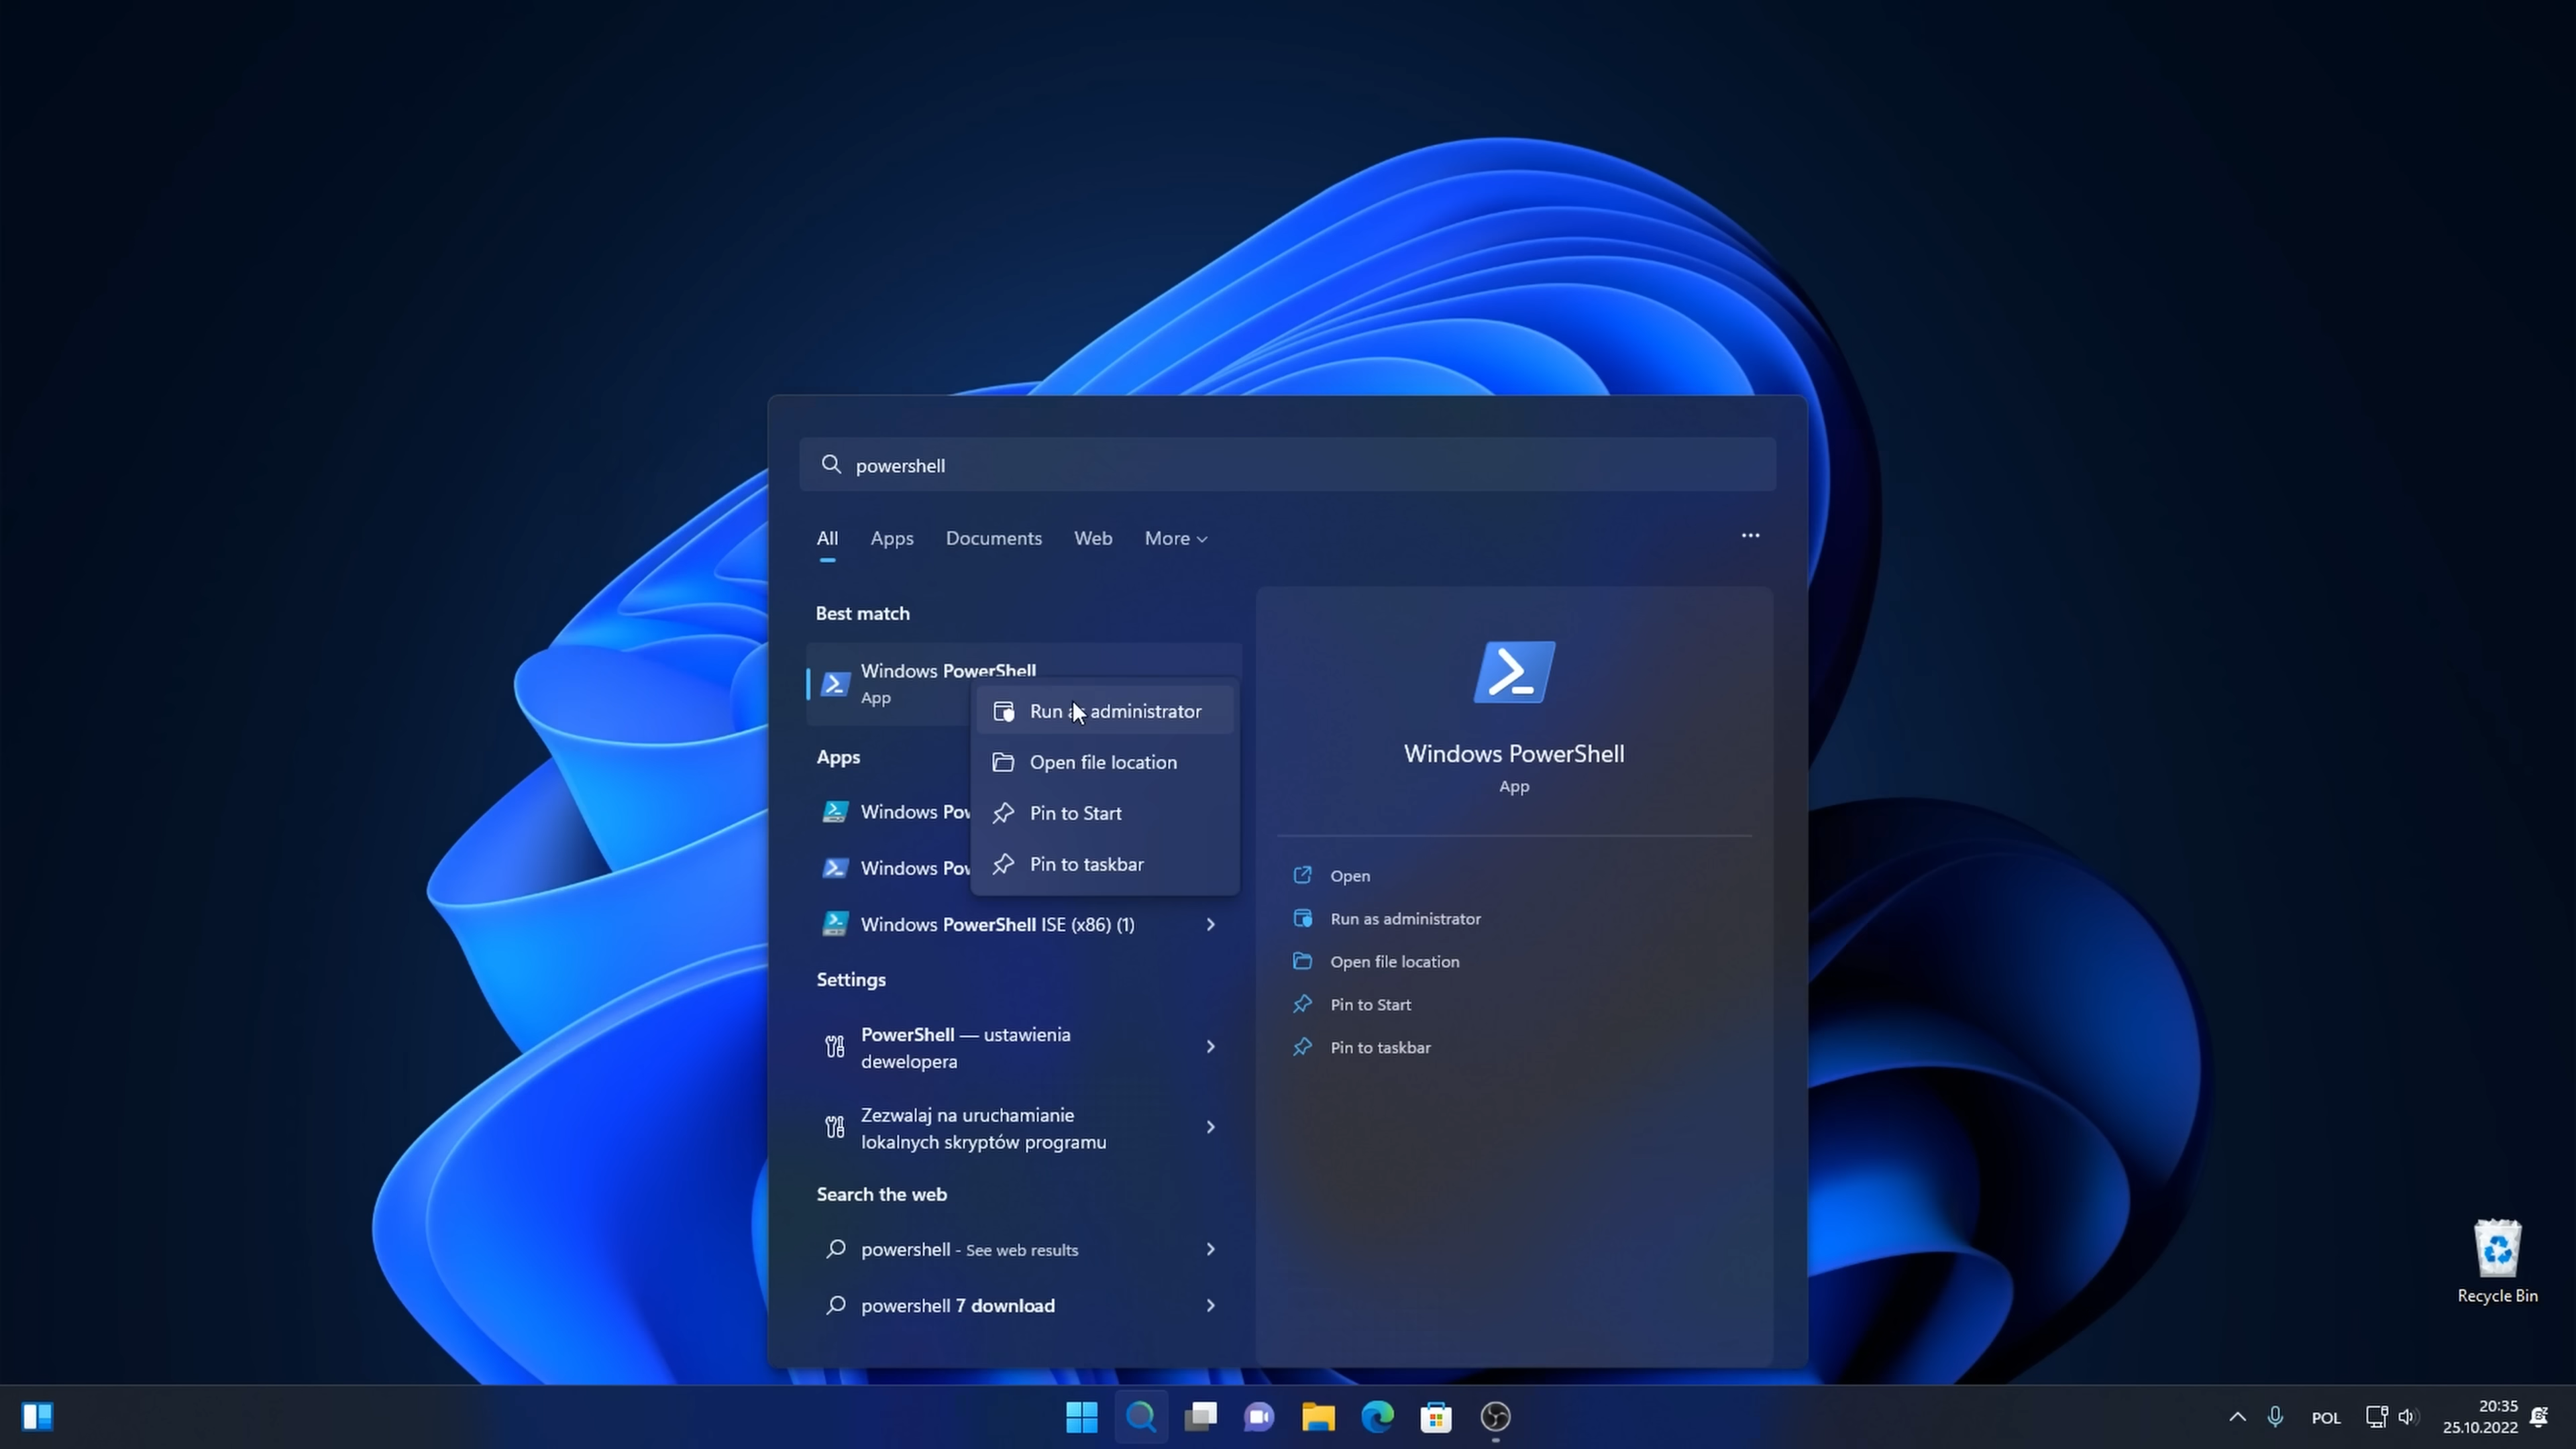 powershell
All Apps Documents Web More
Best match
Windows PowerShell
App
Run as administrator
Open file location
Pin to Start
Pin to taskbar
Apps
Windows
Windows
Windows PowerShell ISE (x86) (1)
Settings
PowerShell — ustawienia
dewelopera
Zezwalaj na uruchamianie
lokalnych skryptów programu
Search the web
powershell - See web results
powershell 7 download
Windows PowerShell
App
Open
Run as administrator
Open file location
Pin to Start
Pin to taskbar
Recycle Bin
POL
20:35
25.10.2022